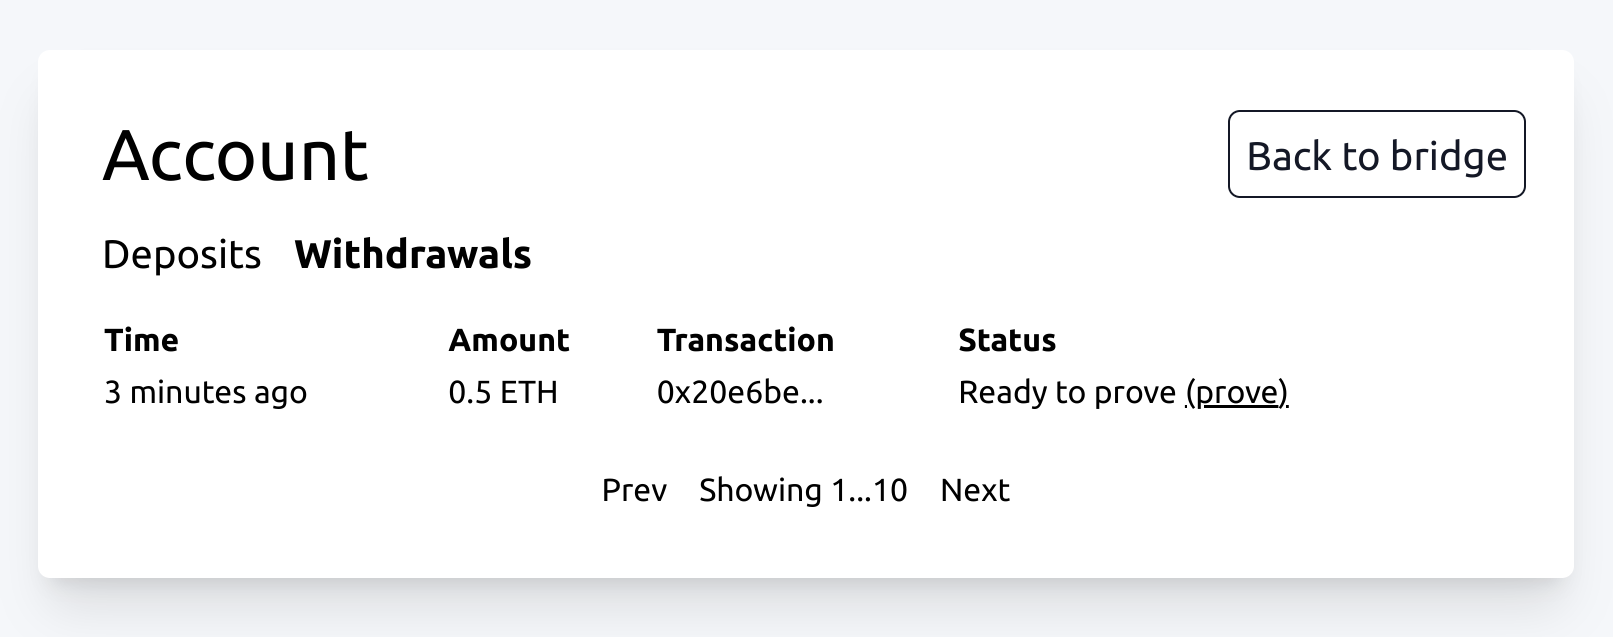 Account
Back to bridge
Deposits Withdrawals
Time Amount Transaction Status
3 minutes ago 0.5 ETH 0x20e6be... Ready to prove (prove)
Prev Showing 1...10 Next